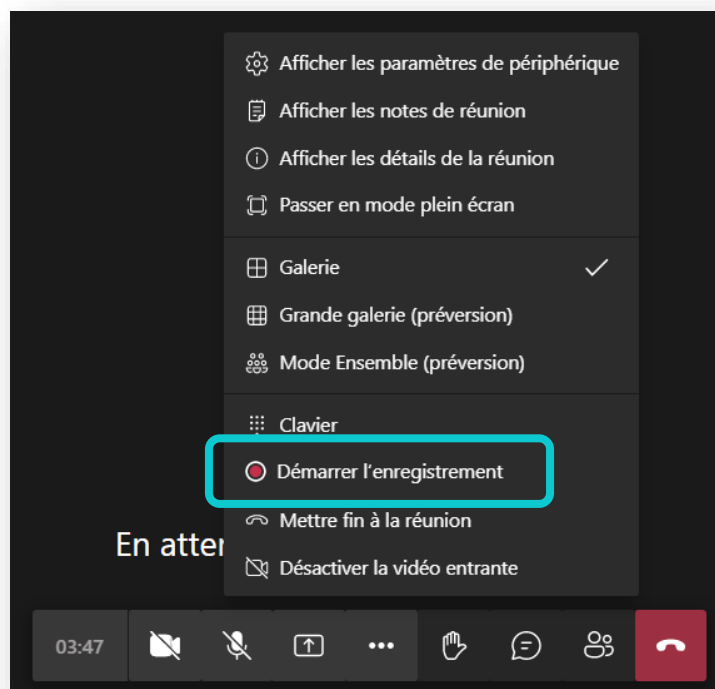 Afficher les paramètres de périphérique
Afficher les notes de réunion
Afficher les détails de la réunion
Passer en mode plein écran
Galerie
Grande galerie (préversion)
Mode Ensemble (préversion)
Clavier
Démarrer l'enregistrement
Mettre fin à la réunion
En atter
Désactiver la vidéo entrante
03:47